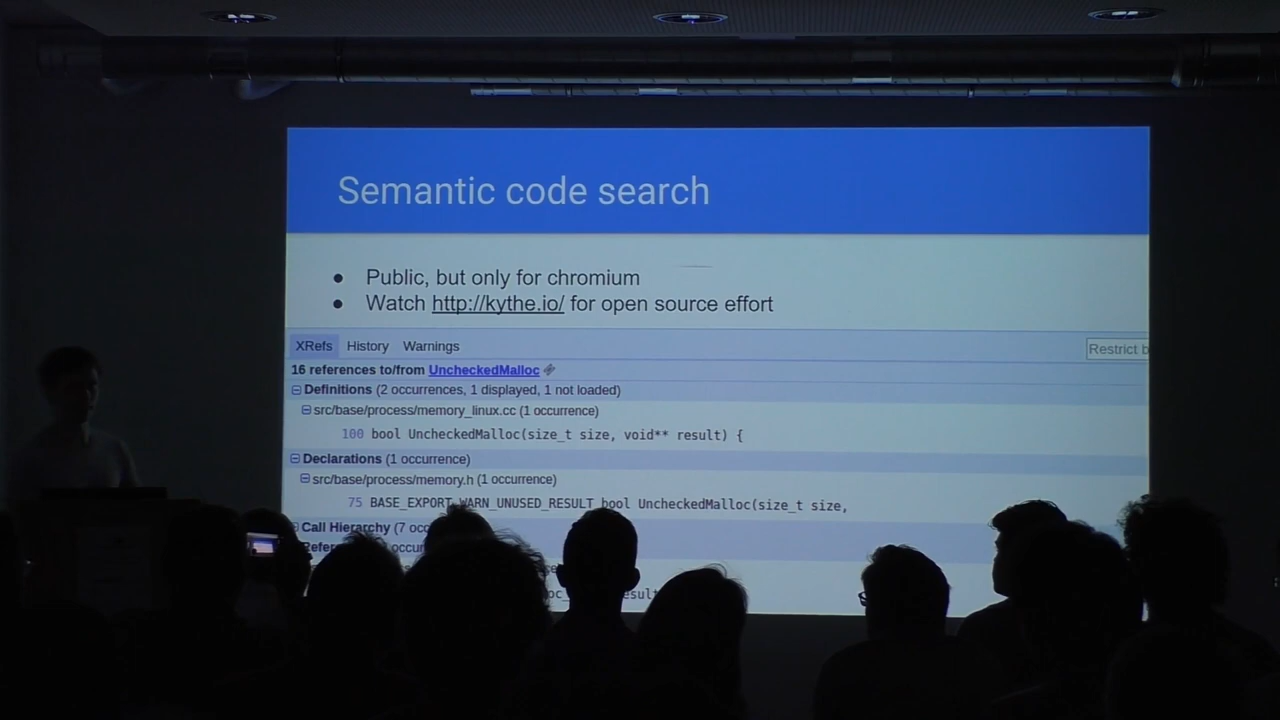 Semantic code search
● Public, but only for chromium
● Watch http://kythe.io/ for open source effort
XRefs History Warnings Restrict b
16 references to/from UncheckedMalloc
Definitions (2 occurrences, 1 displayed, 1 not loaded)
src/base/process/memory_linux.cc (1 occurrence)
100 bool UncheckedMalloc(size_t size, void** result) {
Declarations (1 occurrence)
src/base/process/memory.h (1 occurrence)
75 BASE_EXPORT WARN_UNUSED_RESULT bool UncheckedMalloc(size_t size,
Call Hierarchy (7 occ